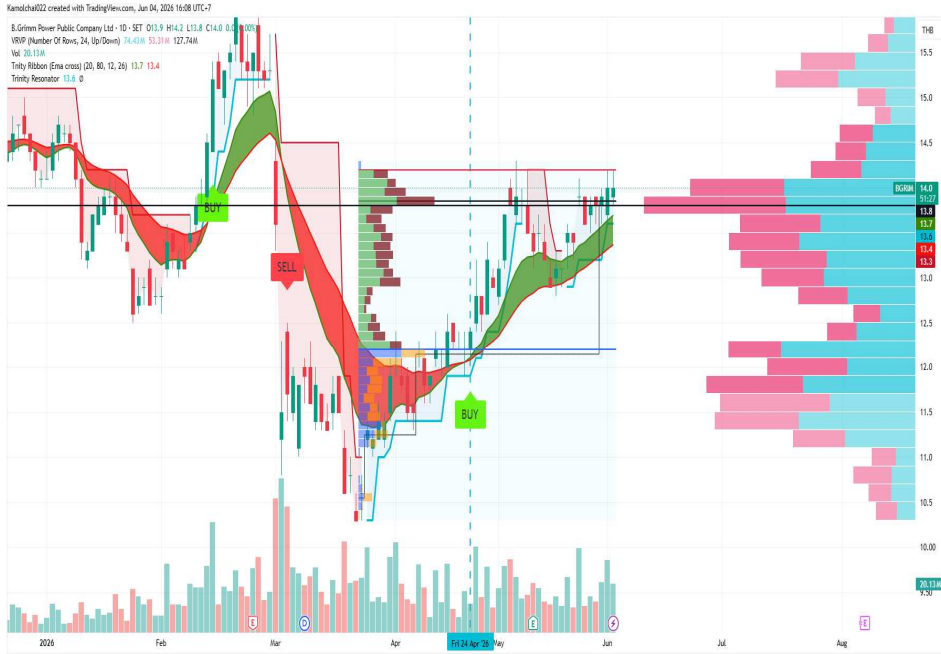 Kamolchai022 created with TradingView.com, Jun 04, 2026 16:08 UTC+7
B.Grimm Power Public Company Ltd · 1D · SET O13.9 H14.2 L13.8 C14.0 0.0 (0.00%)
VRVP (Number Of Rows, 24, Up/Down) 74.43M 53.31M 127.74M
Vol 20.13M
Tnity Ribbon (Ema cross) (20, 80, 12, 26) 13.7 13.4
Trinity Resonator 13.6 Ø
THB
15.5
15.0
14.5
BGRIM 14.0
51:27
13.8
13.7
13.6
13.4
13.3
13.0
12.5
12.0
11.5
11.0
10.5
10.00
20.13M
9.50
BUY
SELL
BUY
E
D
E
E
2026
Feb
Mar
Apr
Fri 24 Apr '26
May
Jun
Jul
Aug